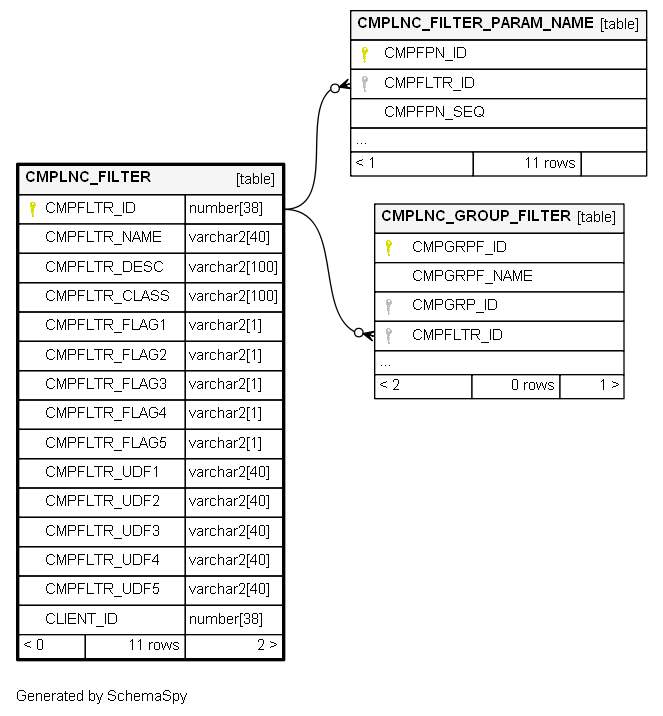 CMPLNC_FILTER_PARAM_NAME [table]
CMPFPN_ID
CMPFLTR_ID
CMPFPN_SEQ
...
< 1 11 rows
CMPLNC_FILTER [table]
CMPFLTR_ID number[38]
CMPFLTR_NAME varchar2[40]
CMPFLTR_DESC varchar2[100]
CMPFLTR_CLASS varchar2[100]
CMPFLTR_FLAG1 varchar2[1]
CMPFLTR_FLAG2 varchar2[1]
CMPFLTR_FLAG3 varchar2[1]
CMPFLTR_FLAG4 varchar2[1]
CMPFLTR_FLAG5 varchar2[1]
CMPFLTR_UDF1 varchar2[40]
CMPFLTR_UDF2 varchar2[40]
CMPFLTR_UDF3 varchar2[40]
CMPFLTR_UDF4 varchar2[40]
CMPFLTR_UDF5 varchar2[40]
CLIENT_ID number[38]
< 0 11 rows 2 >
CMPLNC_GROUP_FILTER [table]
CMPGRPF_ID
CMPGRPF_NAME
CMPGRP_ID
CMPFLTR_ID
...
< 2 0 rows 1 >
Generated by SchemaSpy